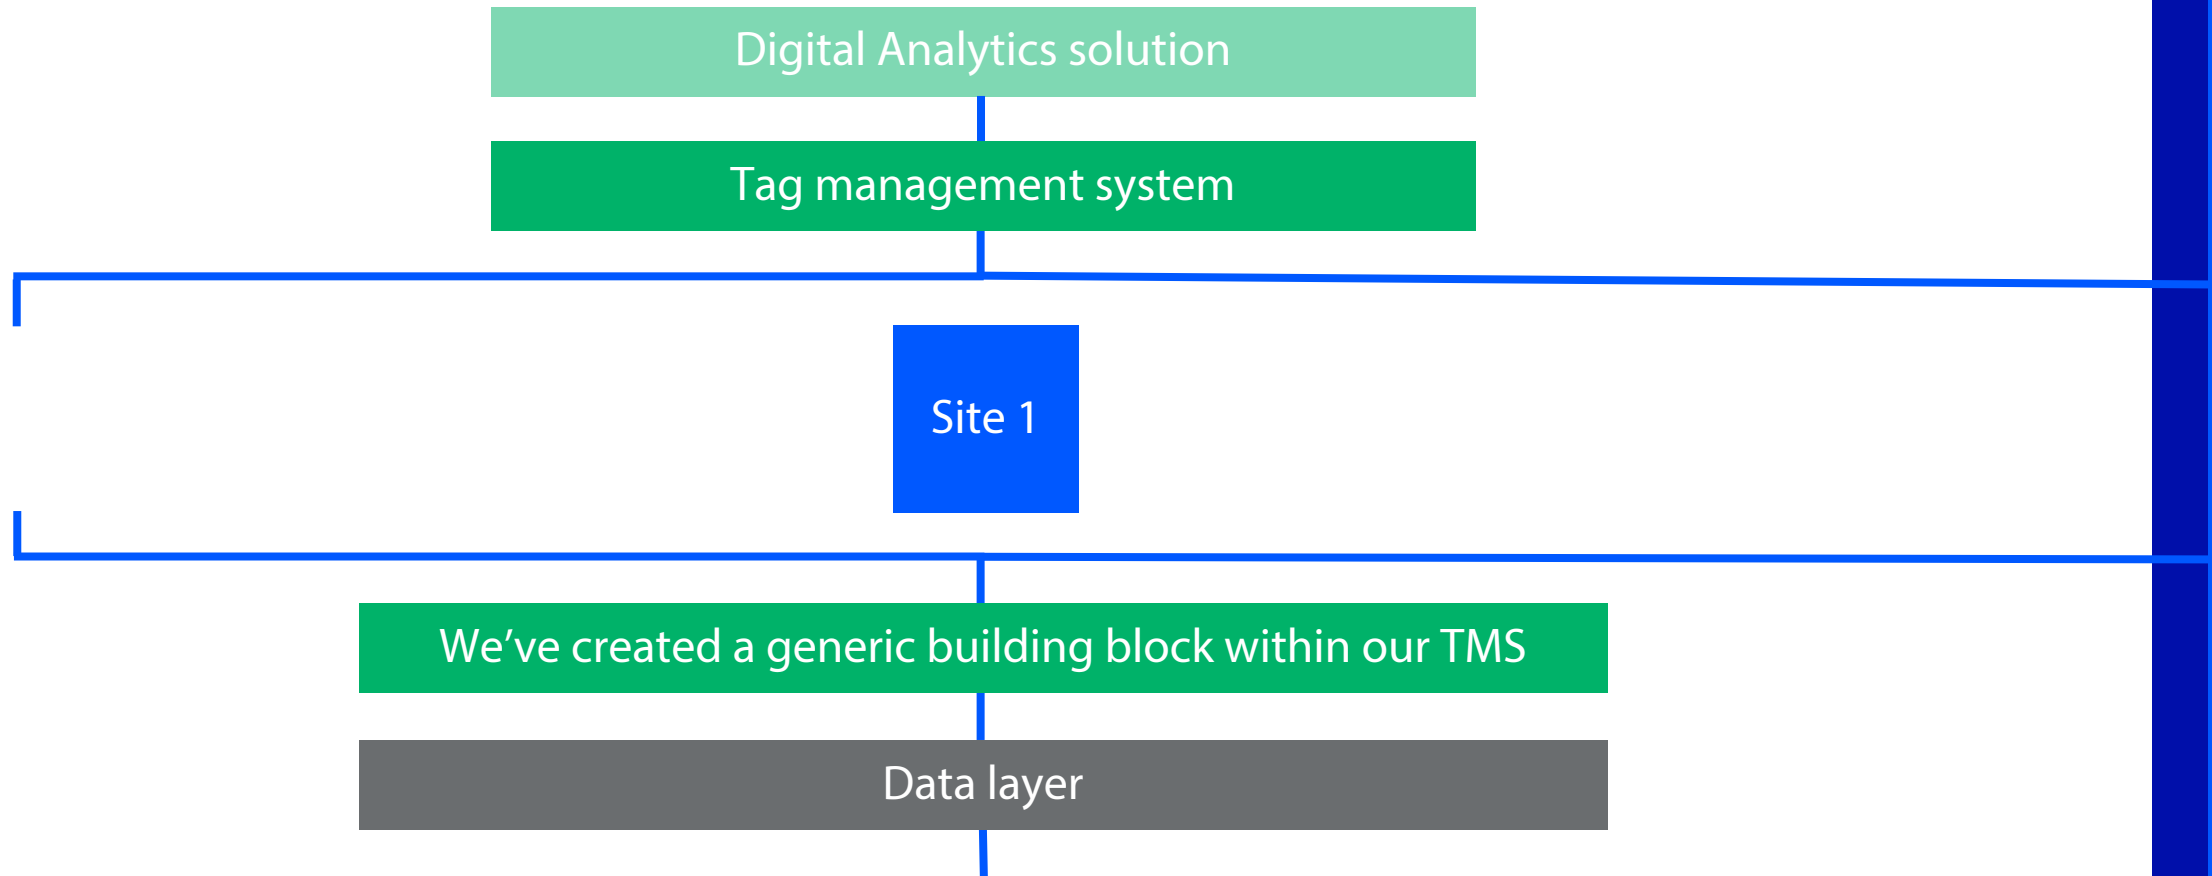 Digital Analytics solution
Tag management system
Site 1
We’ve created a generic building block within our TMS
Data layer